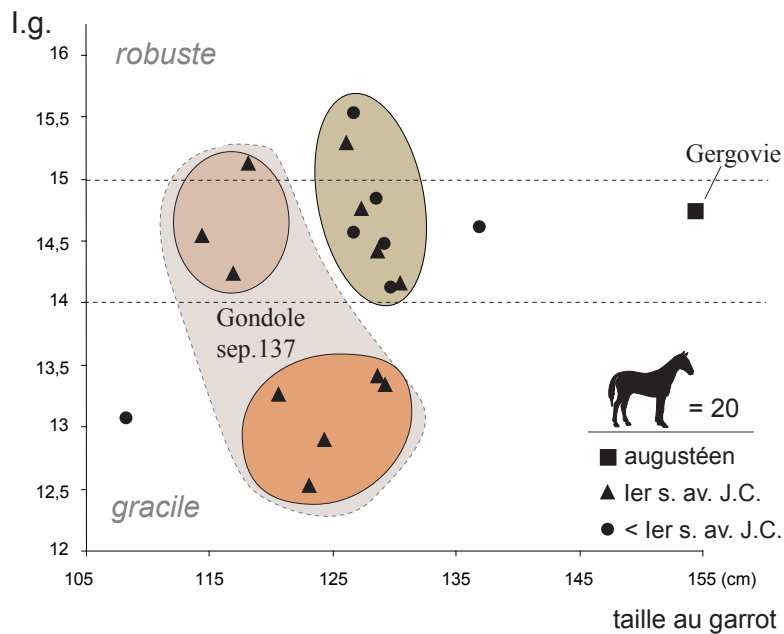 I.g.
16
robuste
15,5
Gergovie
15
14,5
14
Gondole
sep.137
13,5
13
= 20
augustéen
Ier s. av. J.C.
< Ier s. av. J.C.
12,5
gracile
12
105
115
125
135
145
155 (cm)
taille au garrot